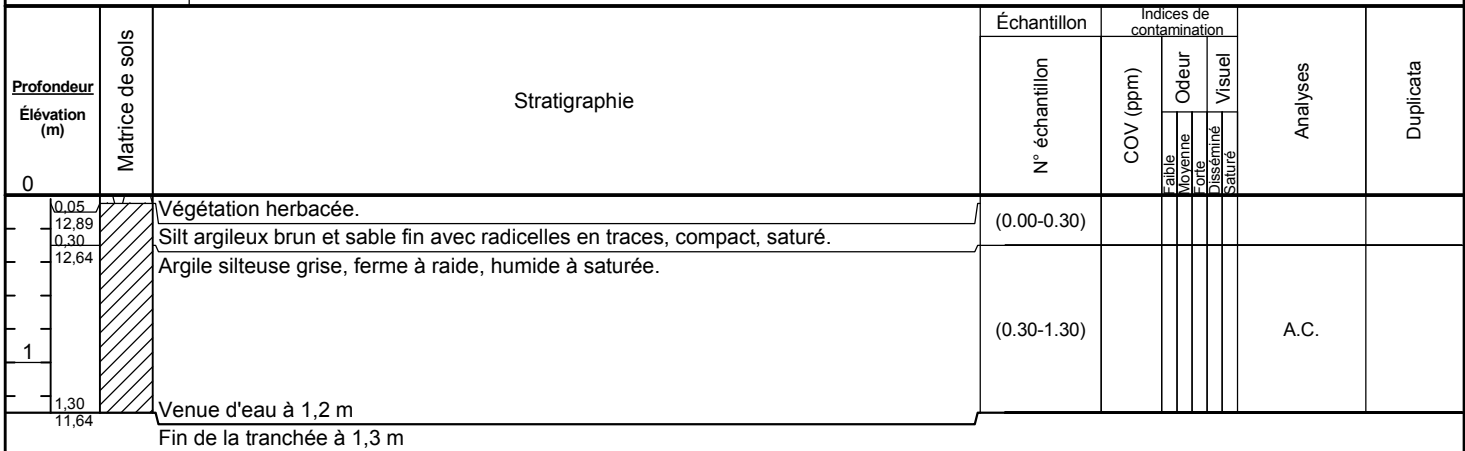 Échantillon
Indices de
contamination
Profondeur
Élévation
(m)
Matrice de sols
Stratigraphie
N° échantillon
COV (ppm)
Odeur
Visuel
Faible
Moyenne
Forte
Disséminé
Saturé
Analyses
Duplicata
0
0,05
12,89
Végétation herbacée.
(0.00-0.30)
Silt argileux brun et sable fin avec radicelles en traces, compact, saturé.
0,30
12,64
Argile silteuse grise, ferme à raide, humide à saturée.
(0.30-1.30)
A.C.
1
1,30
11,64
Venue d'eau à 1,2 m
Fin de la tranchée à 1,3 m